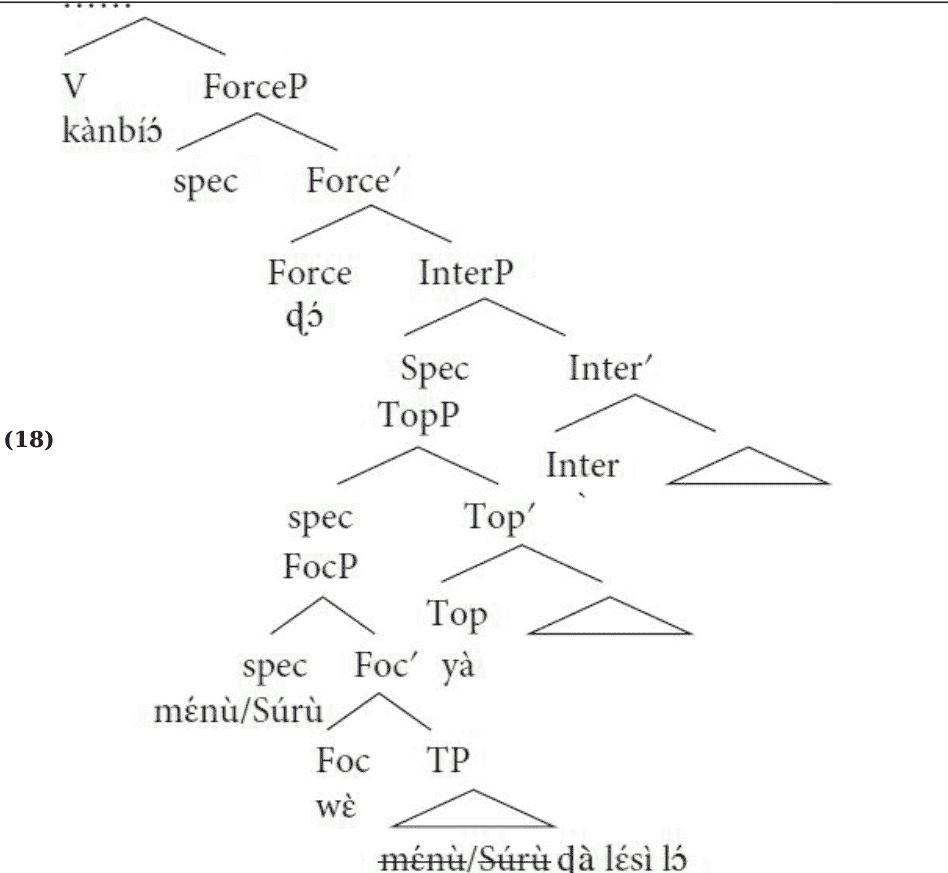 ......
V ForceP
kànbíɔ́
spec Force′
Force InterP
ɖɔ́
Spec Inter′
TopP
(18)
Inter
̀
spec Top′
FocP
Top
spec Foc′ yà
mɛ́nù/Súrù
Foc TP
wɛ̀
mɛ́nù/Súrù ɖà lɛ́sì lɔ́